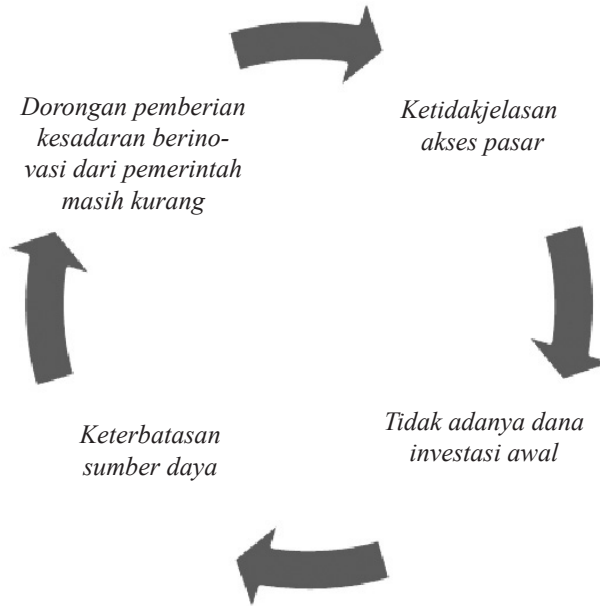 Dorongan pemberian
kesadaran berino-
vasi dari pemerintah
masih kurang
Ketidakjelasan
akses pasar
Tidak adanya dana
investasi awal
Keterbatasan
sumber daya